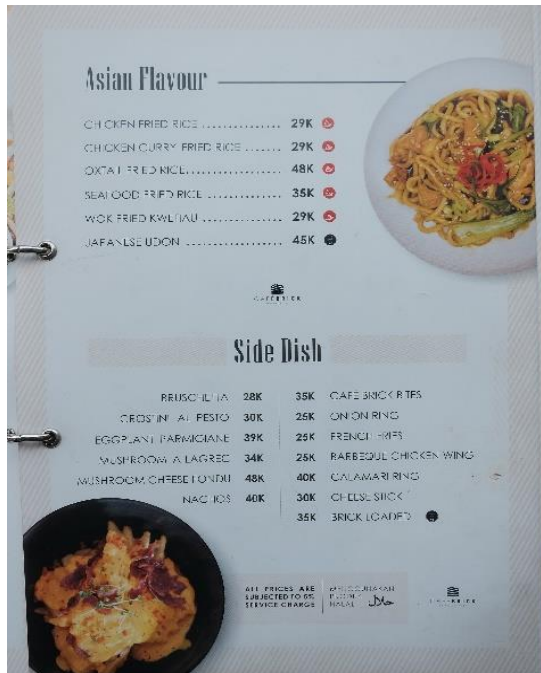 Asian Flavour
CHICKEN FRIED RICE ................ 29K
CHICKEN CURRY FRIED RICE ....... 29K
OXTAIL FRIED RICE................... 48K
SEAFOOD FRIED RICE ............... 35K
WOK FRIED KWETIAU ............... 29K
JAPANESE UDON .................. 45K
CAFEBRICK
Side Dish
BRUSCHETTA 28K
CROSTINI AL PESTO 30K
EGGPLANT PARMIGIANE 39K
MUSHROOM A LAGREC 34K
MUSHROOM CHEESE FONDU 48K
NACHOS 40K
35K CAFE BRICK BITES
25K ONION RING
25K FRENCH FRIES
25K BARBEQUE CHICKEN WING
40K CALAMARI RING
30K CHEESE STICK
35K BRICK LOADED
ALL PRICES ARE
SUBJECTED TO 5%
SERVICE CHARGE
HALAL
CAFEBRICK